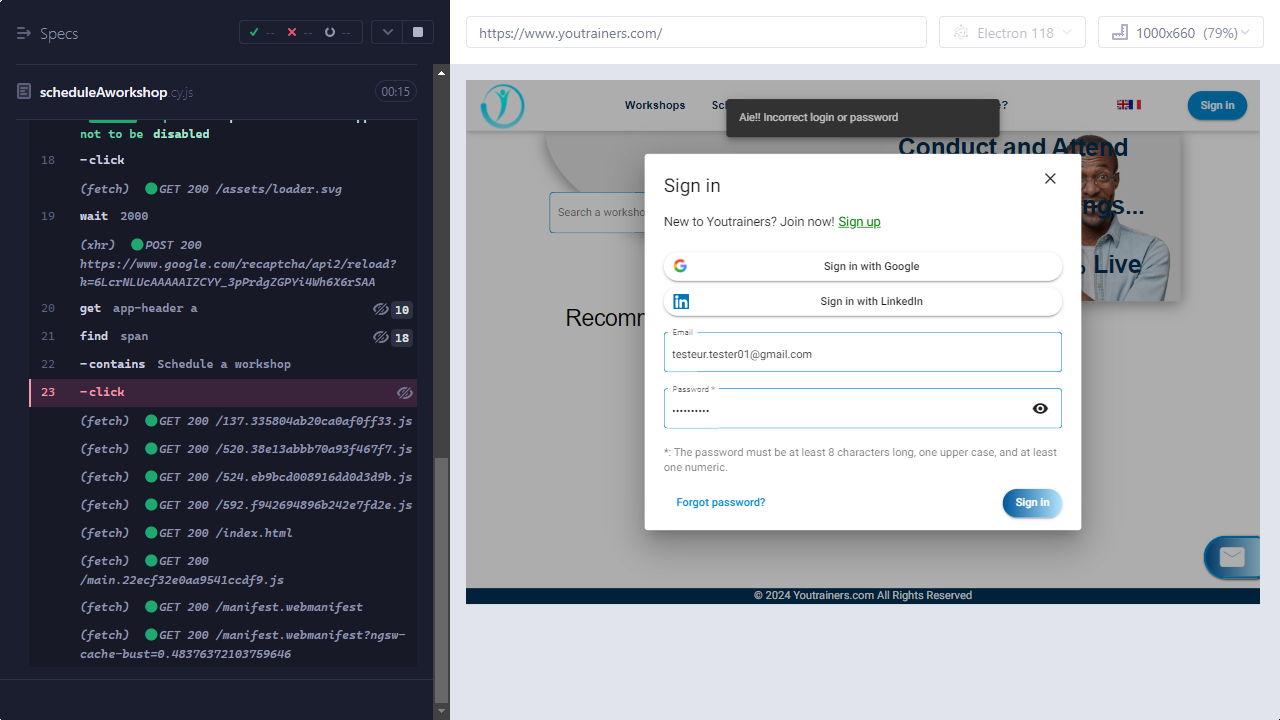 Specs
-- -- --
scheduleAworkshop.cy.js
00:15
not to be disabled
18 -click
(fetch) GET 200 /assets/loader.svg
19 wait 2000
(xhr) POST 200
https://www.google.com/recaptcha/api2/reload?
k=6LcrNLUcAAAAAIZCYY_3pPrdgZGPYi4Wh6X6rSAA
20 get app-header a 10
21 find span 18
22 -contains Schedule a workshop
23 -click
(fetch) GET 200 /137.335804ab20ca0af0ff33.js
(fetch) GET 200 /520.38e13abbb70a93f467f7.js
(fetch) GET 200 /524.eb9bcd008916dd0d3d9b.js
(fetch) GET 200 /592.f942694896b242e7fd2e.js
(fetch) GET 200 /index.html
(fetch) GET 200
/main.22ecf32e0aa9541ccdf9.js
(fetch) GET 200 /manifest.webmanifest
(fetch) GET 200 /manifest.webmanifest?ngsw-
cache-bust=0.48376372103759646
https://www.youtrainers.com/
Electron 118
1000x660 (79%)
Workshops
Sign in
Aie!! Incorrect login or password
Conduct and Attend
Search a worksho
Live
Recomm
Sign in
New to Youtrainers? Join now! Sign up
Sign in with Google
Sign in with LinkedIn
Email
testeur.tester01@gmail.com
Password *
••••••••••
*: The password must be at least 8 characters long, one upper case, and at least
one numeric.
Forgot password?
Sign in
© 2024 Youtrainers.com All Rights Reserved